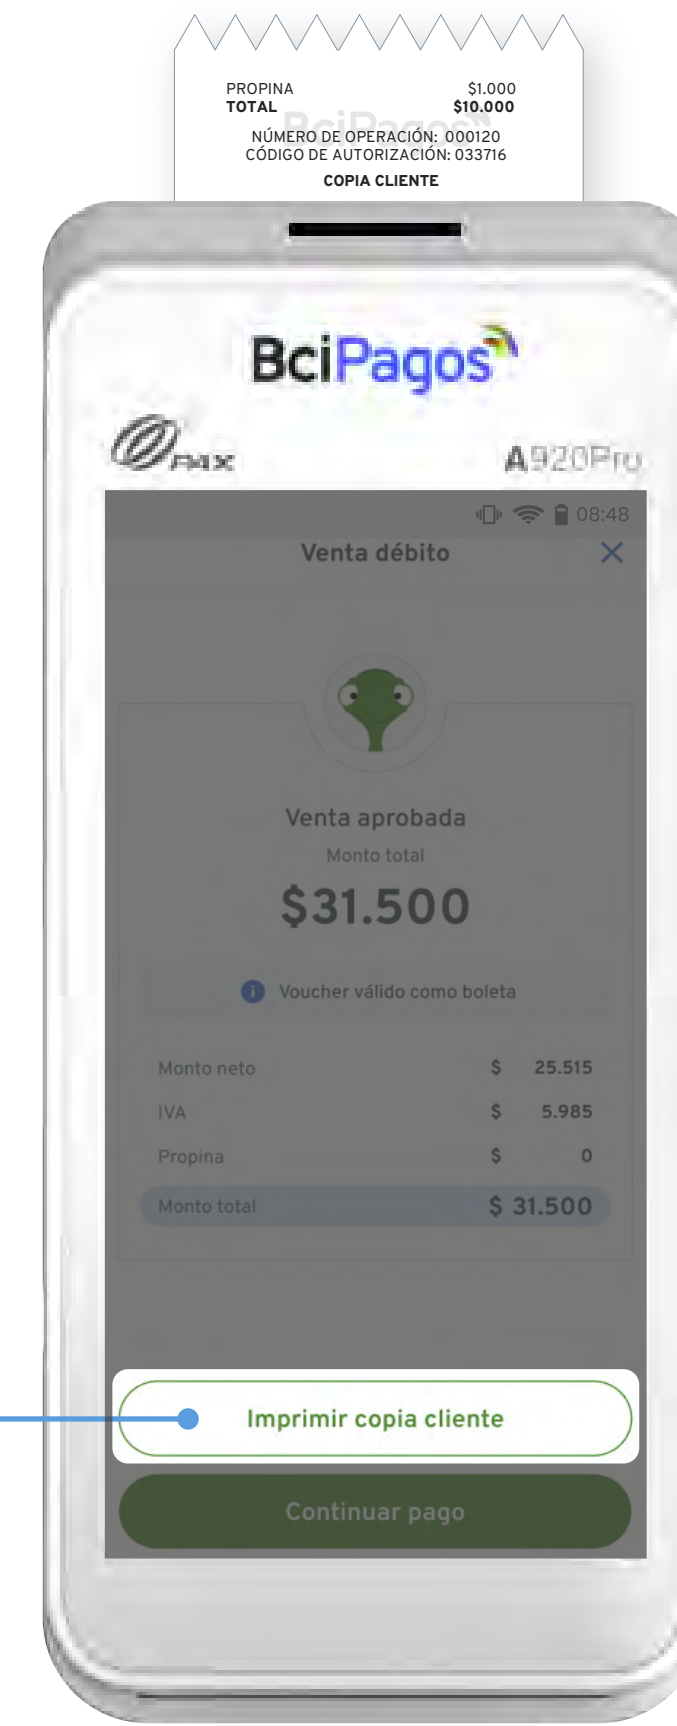 PROPINA $1.000
TOTAL $10.000
BciPagos
NÚMERO DE OPERACIÓN: 000120
CÓDIGO DE AUTORIZACIÓN: 033716
COPIA CLIENTE
BciPagos
PAX A920Pro
08:48
Venta débito
Venta aprobada
Monto total
$31.500
i Voucher válido como boleta
Monto neto $ 25.515
IVA $ 5.985
Propina $ 0
Monto total $ 31.500
Imprimir copia cliente
Continuar pago